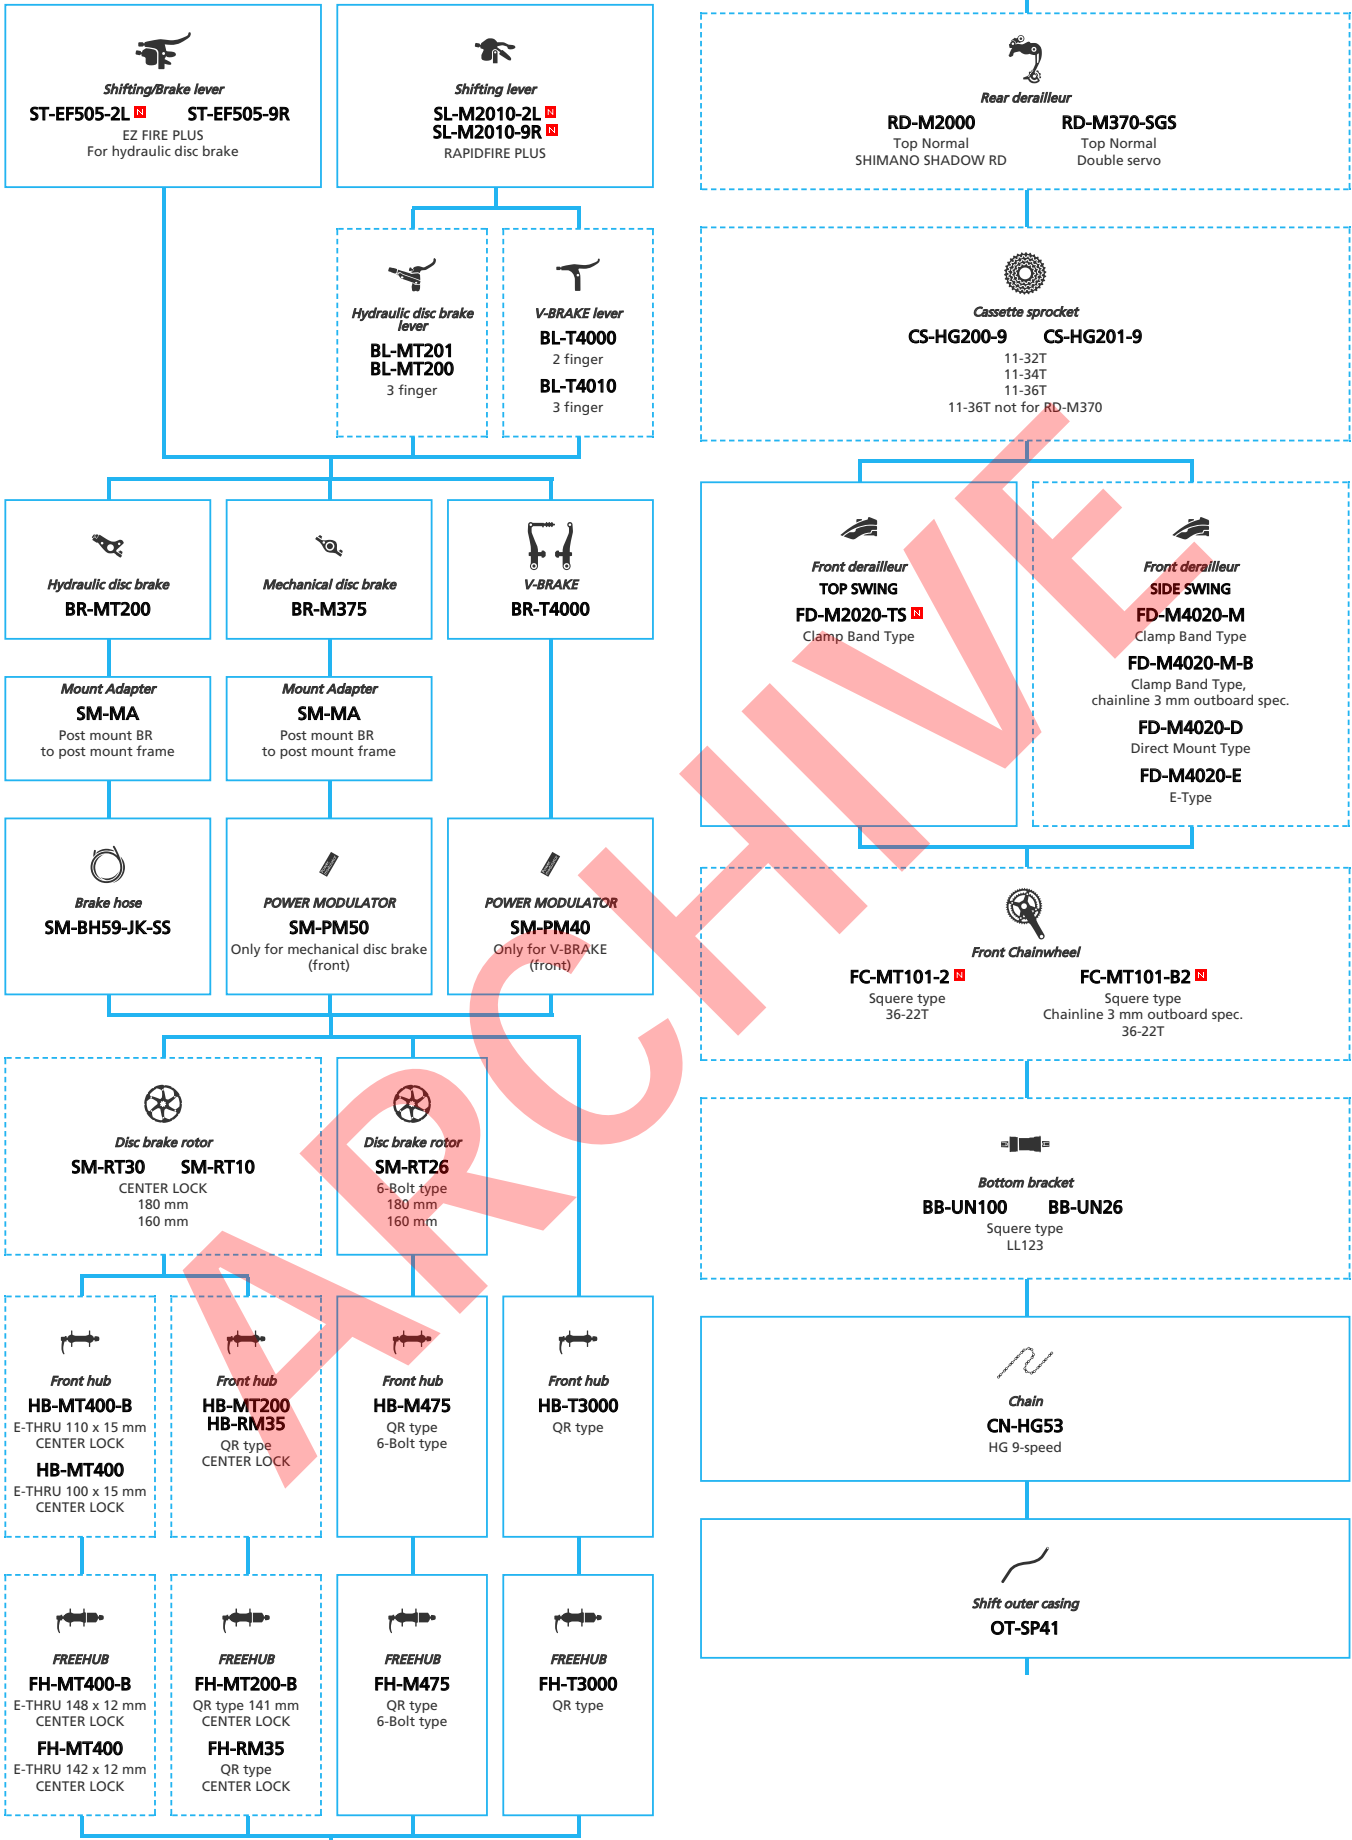 Shifting/Brake lever
ST-EF505-2L N ST-EF505-9R
EZ FIRE PLUS
For hydraulic disc brake
Shifting lever
SL-M2010-2L N
SL-M2010-9R N
RAPIDFIRE PLUS
Hydraulic disc brake
lever
BL-MT201
BL-MT200
3 finger
V-BRAKE lever
BL-T4000
2 finger
BL-T4010
3 finger
Hydraulic disc brake
BR-MT200
Mechanical disc brake
BR-M375
V-BRAKE
BR-T4000
Mount Adapter
SM-MA
Post mount BR
to post mount frame
Mount Adapter
SM-MA
Post mount BR
to post mount frame
Brake hose
SM-BH59-JK-SS
POWER MODULATOR
SM-PM50
Only for mechanical disc brake
(front)
POWER MODULATOR
SM-PM40
Only for V-BRAKE
(front)
Disc brake rotor
SM-RT30 SM-RT10
CENTER LOCK
180 mm
160 mm
Disc brake rotor
SM-RT26
6-Bolt type
180 mm
160 mm
Front hub
HB-MT400-B
E-THRU 110 x 15 mm
CENTER LOCK
HB-MT400
E-THRU 100 x 15 mm
CENTER LOCK
Front hub
HB-MT200
HB-RM35
QR type
CENTER LOCK
Front hub
HB-M475
QR type
6-Bolt type
Front hub
HB-T3000
QR type
FREEHUB
FH-MT400-B
E-THRU 148 x 12 mm
CENTER LOCK
FH-MT400
E-THRU 142 x 12 mm
CENTER LOCK
FREEHUB
FH-MT200-B
QR type 141 mm
CENTER LOCK
FH-RM35
QR type
CENTER LOCK
FREEHUB
FH-M475
QR type
6-Bolt type
FREEHUB
FH-T3000
QR type
Rear derailleur
RD-M2000 RD-M370-SGS
Top Normal Top Normal
SHIMANO SHADOW RD Double servo
Cassette sprocket
CS-HG200-9 CS-HG201-9
11-32T
11-34T
11-36T
11-36T not for RD-M370
Front derailleur
TOP SWING
FD-M2020-TS N
Clamp Band Type
Front derailleur
SIDE SWING
FD-M4020-M
Clamp Band Type
FD-M4020-M-B
Clamp Band Type,
chainline 3 mm outboard spec.
FD-M4020-D
Direct Mount Type
FD-M4020-E
E-Type
Front Chainwheel
FC-MT101-2 N FC-MT101-B2 N
Squere type Squere type
36-22T Chainline 3 mm outboard spec.
36-22T
Bottom bracket
BB-UN100 BB-UN26
Squere type
LL123
Chain
CN-HG53
HG 9-speed
Shift outer casing
OT-SP41
ARCHIVE